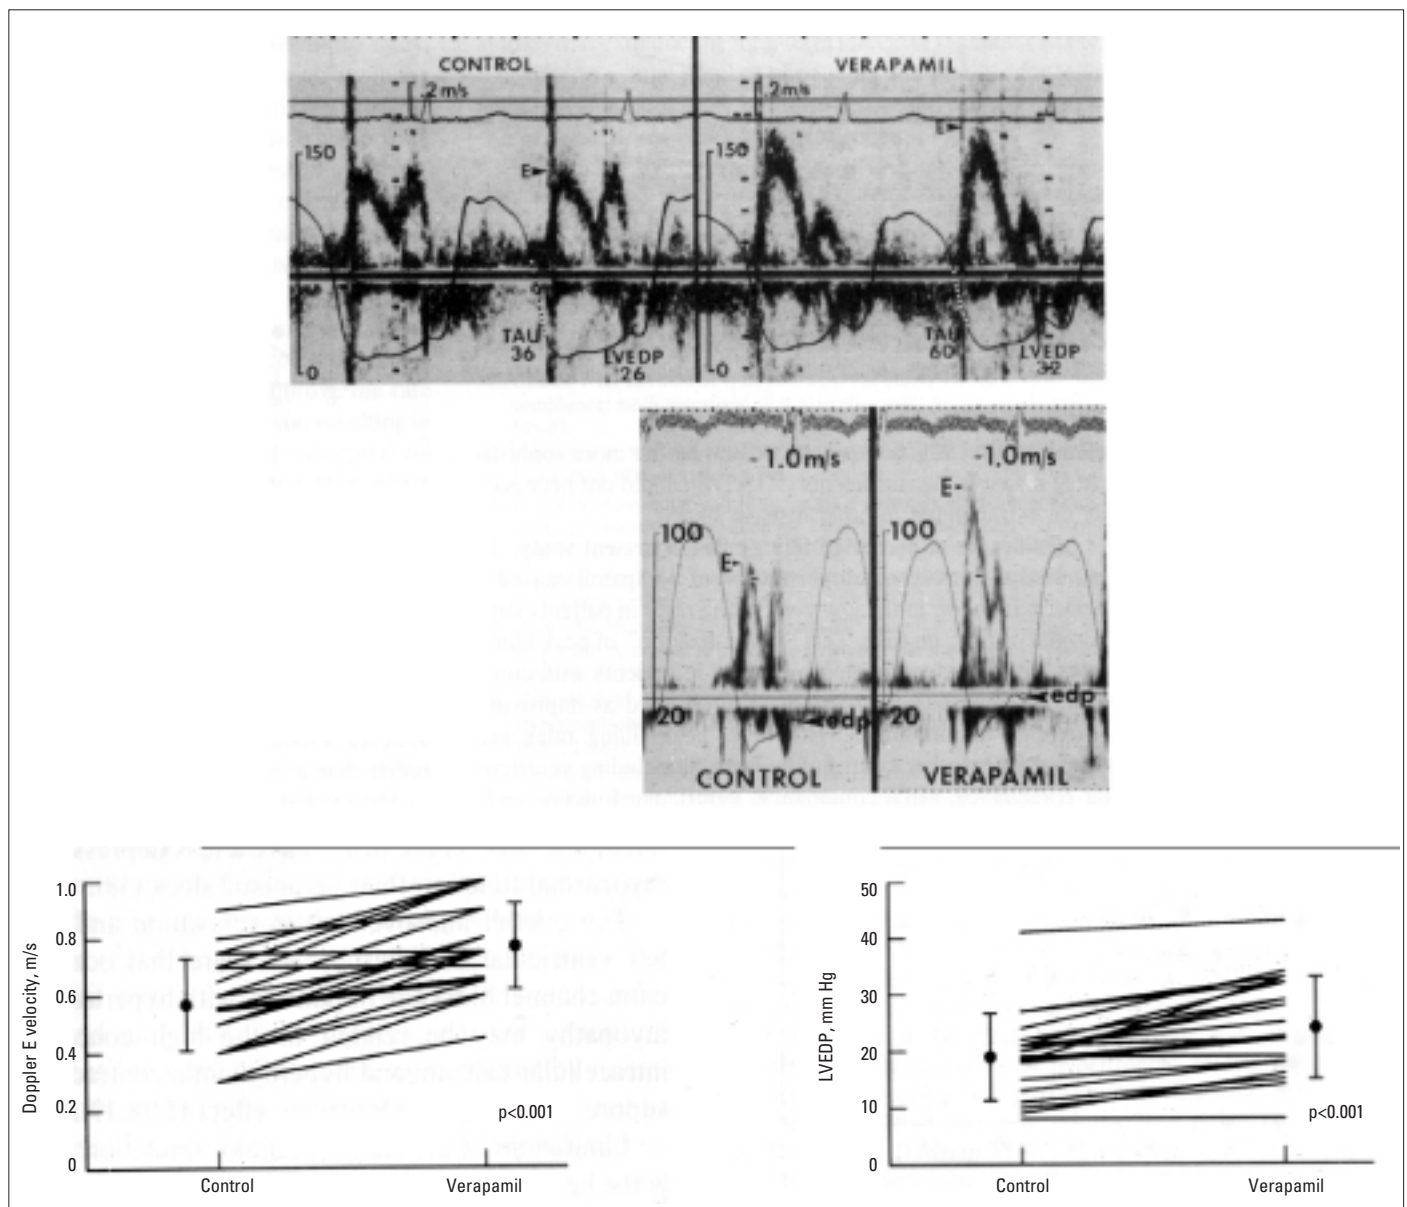 CONTROL
VERAPAMIL
.2m/s
.2m/s
E
E
150
150
TAU
36
LVEDP
26
TAU
60
LVEDP
32
0
0
- 1.0m/s
-1.0m/s
E-
E-
100
100
20
edp
20
edp
CONTROL
VERAPAMIL
Doppler E velocity, m/s
1.0
0.8
0.6
0.4
0.2
0
p<0.001
Control
Verapamil
LVEDP, mm Hg
50
40
30
20
10
0
p<0.001
Control
Verapamil